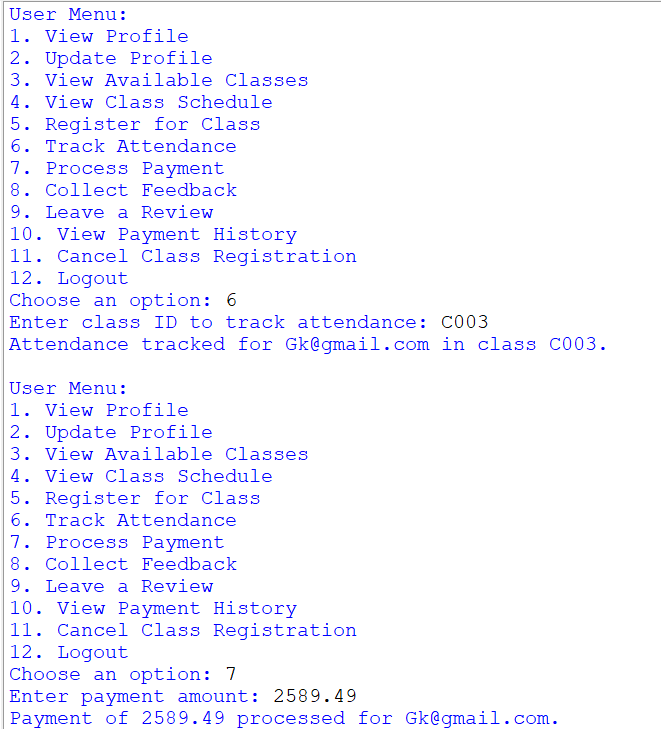 User Menu:
1. View Profile
2. Update Profile
3. View Available Classes
4. View Class Schedule
5. Register for Class
6. Track Attendance
7. Process Payment
8. Collect Feedback
9. Leave a Review
10. View Payment History
11. Cancel Class Registration
12. Logout
Choose an option: 6
Enter class ID to track attendance: C003
Attendance tracked for Gk@gmail.com in class C003.

User Menu:
1. View Profile
2. Update Profile
3. View Available Classes
4. View Class Schedule
5. Register for Class
6. Track Attendance
7. Process Payment
8. Collect Feedback
9. Leave a Review
10. View Payment History
11. Cancel Class Registration
12. Logout
Choose an option: 7
Enter payment amount: 2589.49
Payment of 2589.49 processed for Gk@gmail.com.